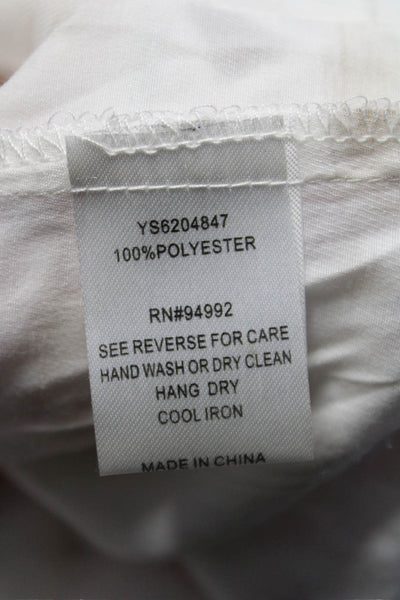 YS6204847
100%POLYESTER
RN#94992
SEE REVERSE FOR CARE
HAND WASH OR DRY CLEAN
HANG DRY
COOL IRON
MADE IN CHINA